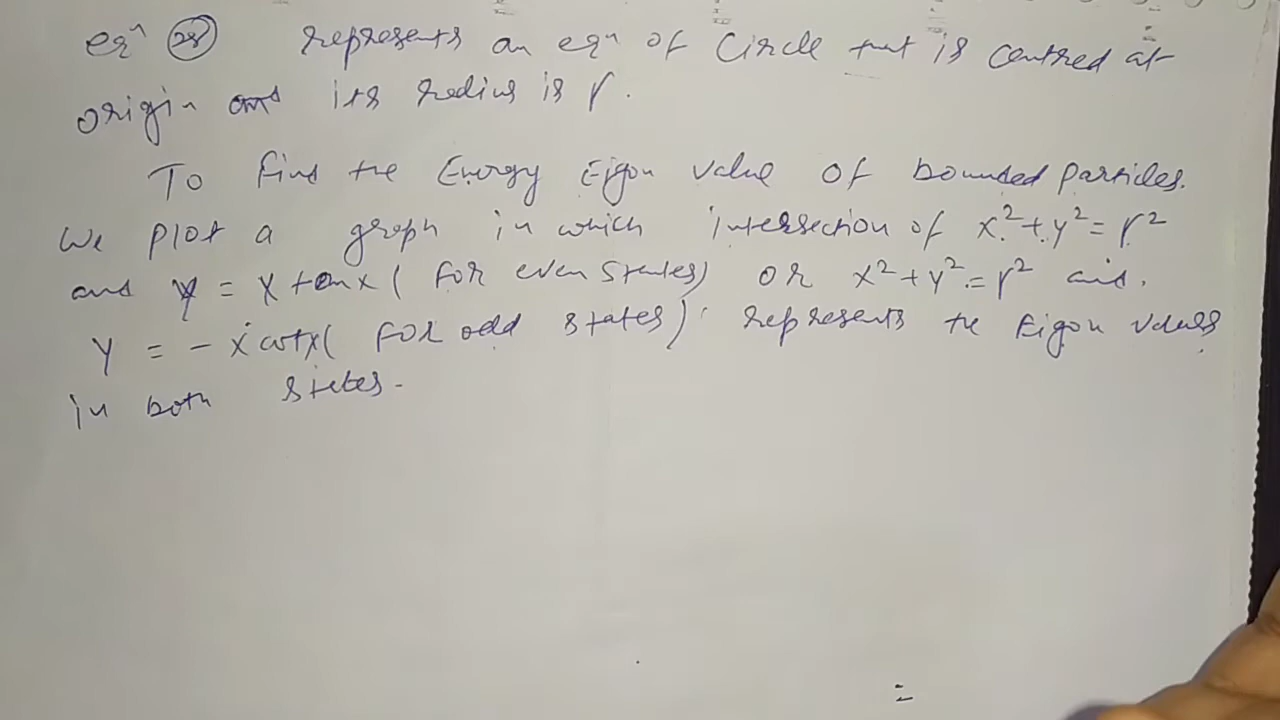 eqⁿ (28) represents an eqⁿ of Circle that is centred at
origin and its radius is r.
To find the Energy Eigon value of bounded particles.
We plot a graph in which intersection of x² + y² = r²
and y = x tan x ( For even states) or x² + y² = r² and.
Y = - x cot x ( For odd states) represents the Eigon values
in both states.